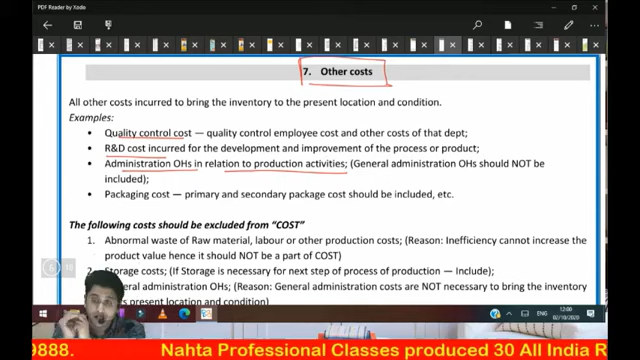 PDF Reader by Xodo
7. Other costs
All other costs incurred to bring the inventory to the present location and condition.
Examples:
• Quality control cost — quality control employee cost and other costs of that dept;
• R&D cost incurred for the development and improvement of the process or product;
• Administration OHs in relation to production activities; (General administration OHs should NOT be
included);
• Packaging cost — primary and secondary package cost should be included, etc.
The following costs should be excluded from “COST”
1. Abnormal waste of Raw material, labour or other production costs; (Reason: Inefficiency cannot increase the
product value hence it should NOT be a part of COST)
2. Storage costs; (If Storage is necessary for next step of process of production — Include);
eneral administration OHs; (Reason: General administration costs are NOT necessary to bring the inventory
s present location and condition)
12:00
02/10/2020
9888. Nahta Professional Classes produced 30 All India R